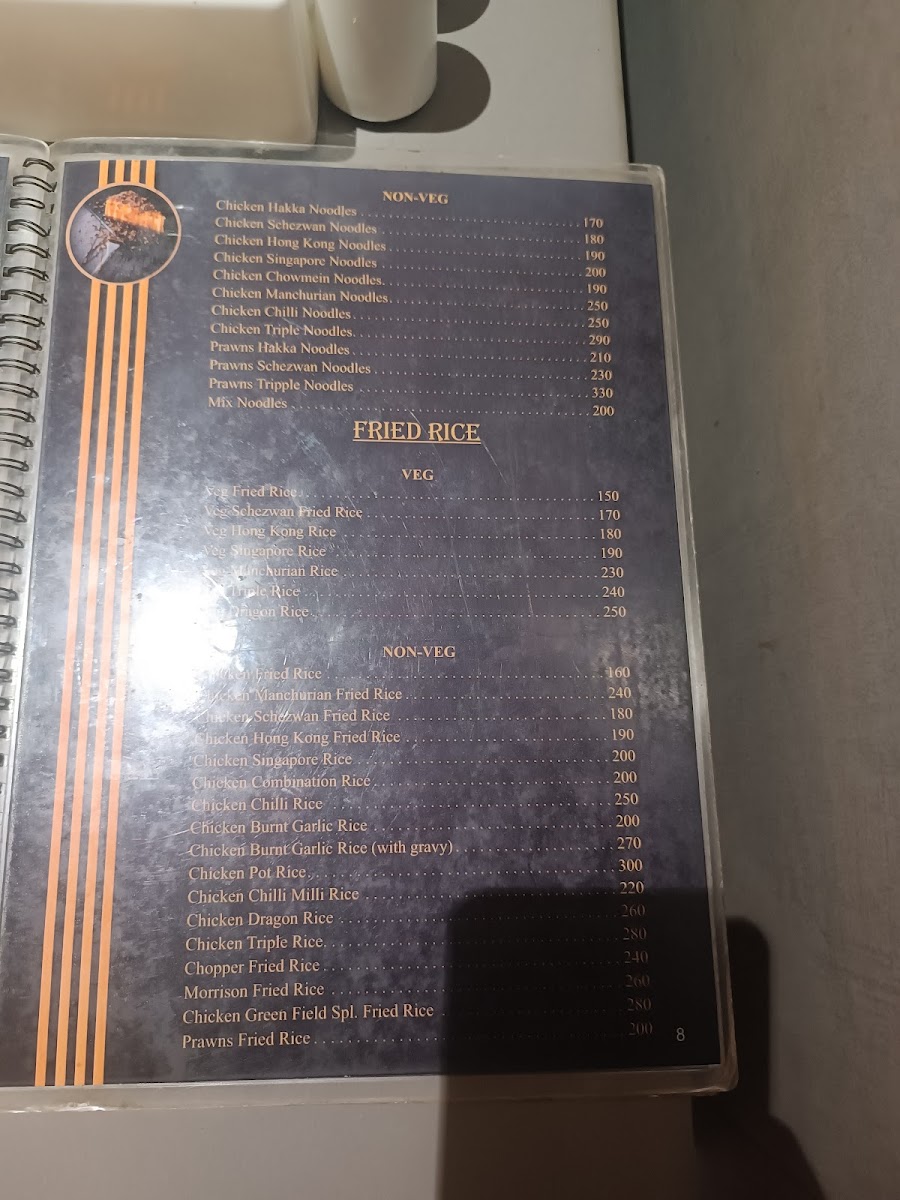 NON-VEG
Chicken Hakka Noodles 170
Chicken Schezwan Noodles 180
Chicken Hong Kong Noodles 190
Chicken Singapore Noodles 200
Chicken Chowmein Noodles 190
Chicken Manchurian Noodles 250
Chicken Chilli Noodles 250
Chicken Triple Noodles 290
Prawns Hakka Noodles 210
Prawns Schezwan Noodles 230
Prawns Tripple Noodles 330
Mix Noodles 200
FRIED RICE
VEG
Veg Fried Rice 150
Veg Schezwan Fried Rice 170
Veg Hong Kong Rice 180
Veg Singapore Rice 190
Veg Manchurian Rice 230
Triple Rice 240
Dragon Rice 250
NON-VEG
Chicken Fried Rice 160
Chicken Manchurian Fried Rice 240
Chicken Schezwan Fried Rice 180
Chicken Hong Kong Fried Rice 190
Chicken Singapore Rice 200
Chicken Combination Rice 200
Chicken Chilli Rice 250
Chicken Burnt Garlic Rice 200
Chicken Burnt Garlic Rice (with gravy) 270
Chicken Pot Rice 300
Chicken Chilli Milli Rice 220
Chicken Dragon Rice 260
Chicken Triple Rice 280
Chopper Fried Rice 240
Morrison Fried Rice 260
Chicken Green Field Spl. Fried Rice 280
Prawns Fried Rice 200
8